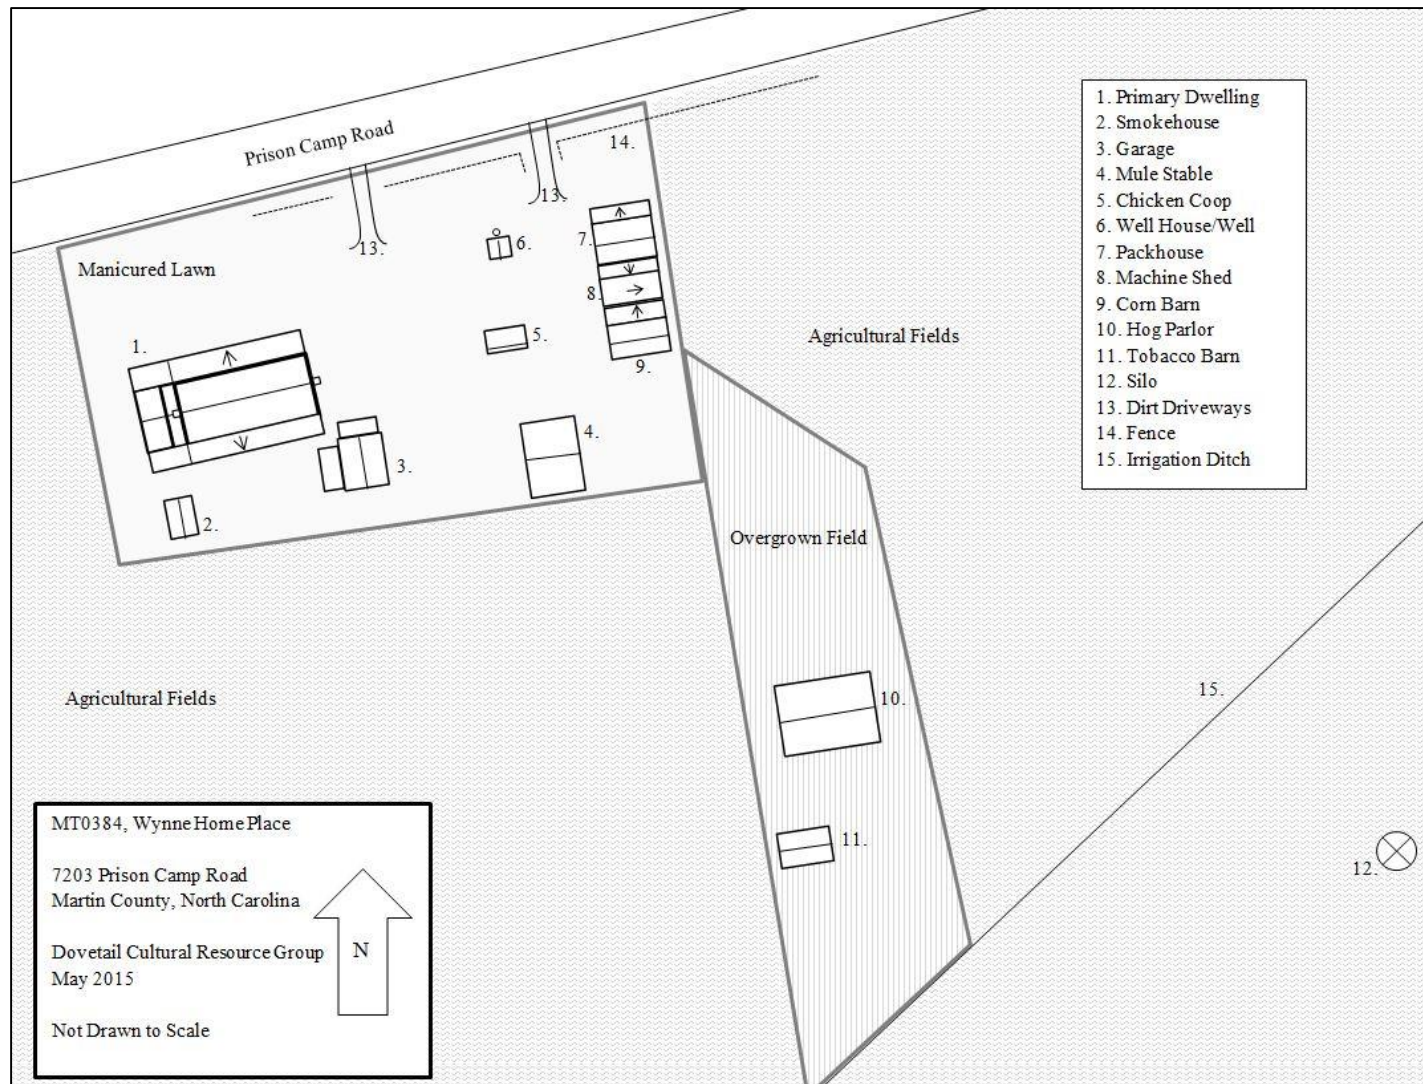 Prison Camp Road
14.
13.
13.
6.
7.
Manicured Lawn
8.
5.
1.
9.
Agricultural Fields
4.
3.
2.
Overgrown Field
1. Primary Dwelling
2. Smokehouse
3. Garage
4. Mule Stable
5. Chicken Coop
6. Well House/Well
7. Packhouse
8. Machine Shed
9. Corn Barn
10. Hog Parlor
11. Tobacco Barn
12. Silo
13. Dirt Driveways
14. Fence
15. Irrigation Ditch
Agricultural Fields
10.
15.
11.
12.
MT0384, Wynne Home Place
7203 Prison Camp Road
Martin County, North Carolina
Dovetail Cultural Resource Group
May 2015
Not Drawn to Scale
N